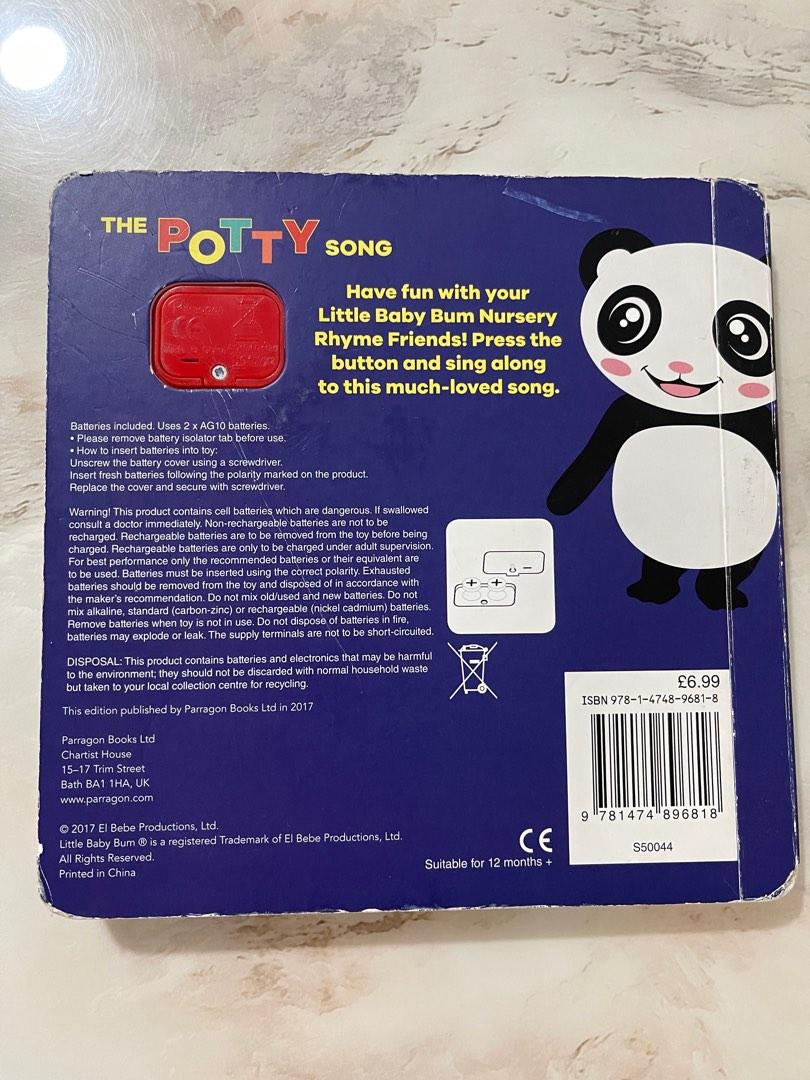 THE POTTY SONG
Have fun with your
Little Baby Bum Nursery
Rhyme Friends! Press the
button and sing along
to this much-loved song.
CE
Batteries included. Uses 2 x AG10 batteries.
• Please remove battery isolator tab before use.
• How to insert batteries into toy:
Unscrew the battery cover using a screwdriver.
Insert fresh batteries following the polarity marked on the product.
Replace the cover and secure with screwdriver.
Warning! This product contains cell batteries which are dangerous. If swallowed
consult a doctor immediately. Non-rechargeable batteries are not to be
recharged. Rechargeable batteries are to be removed from the toy before being
charged. Rechargeable batteries are only to be charged under adult supervision.
For best performance only the recommended batteries or their equivalent are
to be used. Batteries must be inserted using the correct polarity. Exhausted
batteries should be removed from the toy and disposed of in accordance with
the maker's recommendation. Do not mix old/used and new batteries. Do not
mix alkaline, standard (carbon-zinc) or rechargeable (nickel cadmium) batteries.
Remove batteries when toy is not in use. Do not dispose of batteries in fire,
batteries may explode or leak. The supply terminals are not to be short-circuited.
+ +
DISPOSAL: This product contains batteries and electronics that may be harmful
to the environment; they should not be discarded with normal household waste
but taken to your local collection centre for recycling.
This edition published by Parragon Books Ltd in 2017
Parragon Books Ltd
Chartist House
15–17 Trim Street
Bath BA1 1HA, UK
www.parragon.com
© 2017 El Bebe Productions, Ltd.
Little Baby Bum ® is a registered Trademark of El Bebe Productions, Ltd.
All Rights Reserved.
Printed in China
CE
Suitable for 12 months +
£6.99
ISBN 978-1-4748-9681-8
9 781474 896818
S50044